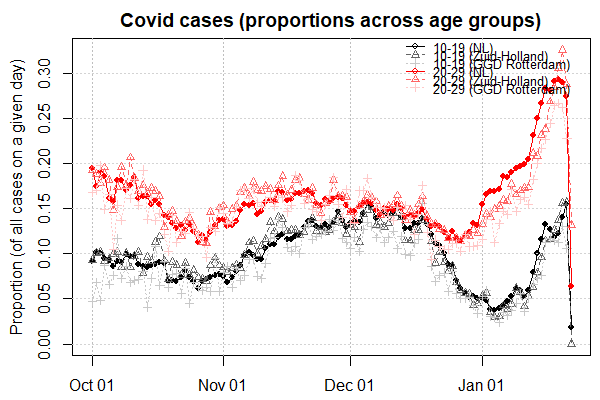 Covid cases (proportions across age groups)
Proportion (of all cases on a given day)
0.30
0.25
0.20
0.15
0.10
0.05
0.00
10-19 (NL)
10-19 (Zuid-Holland)
10-19 (GGD Rotterdam)
20-29 (NL)
20-29 (Zuid-Holland)
20-29 (GGD Rotterdam)
Oct 01 Nov 01 Dec 01 Jan 01